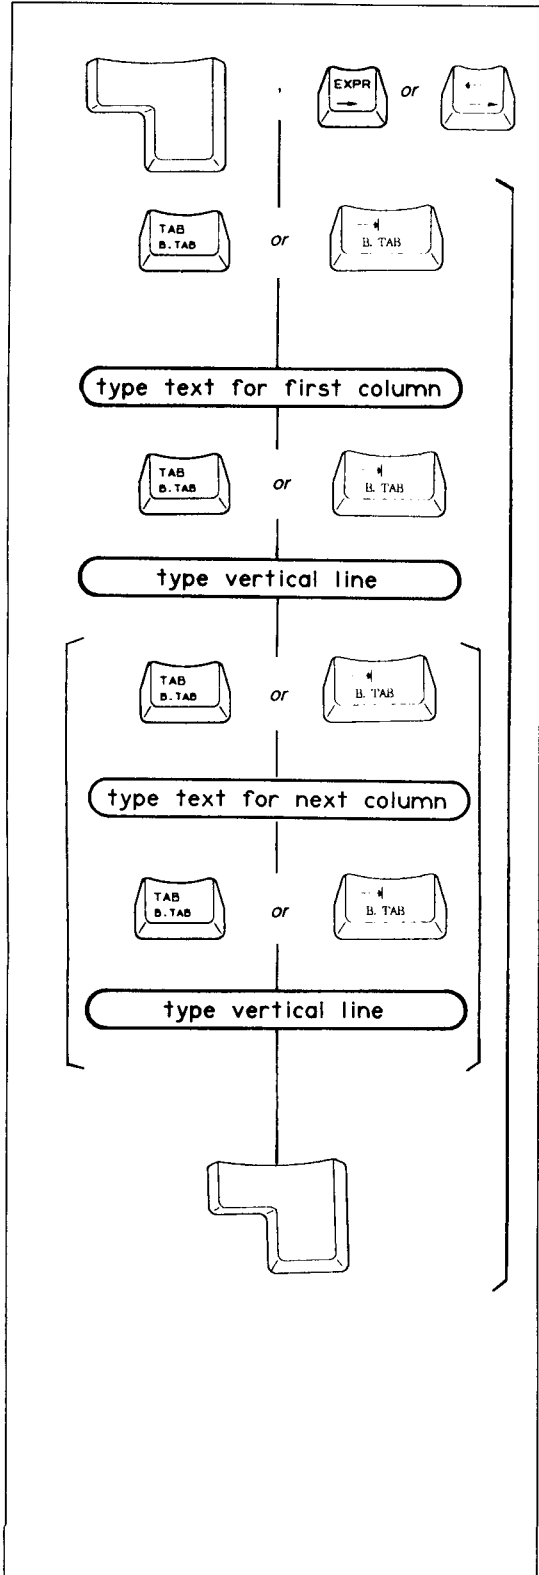 EXPR or
TAB
B. TAB or B. TAB
type text for first column
TAB
B. TAB or B. TAB
type vertical line
TAB
B. TAB or B. TAB
type text for next column
TAB
B. TAB or B. TAB
type vertical line